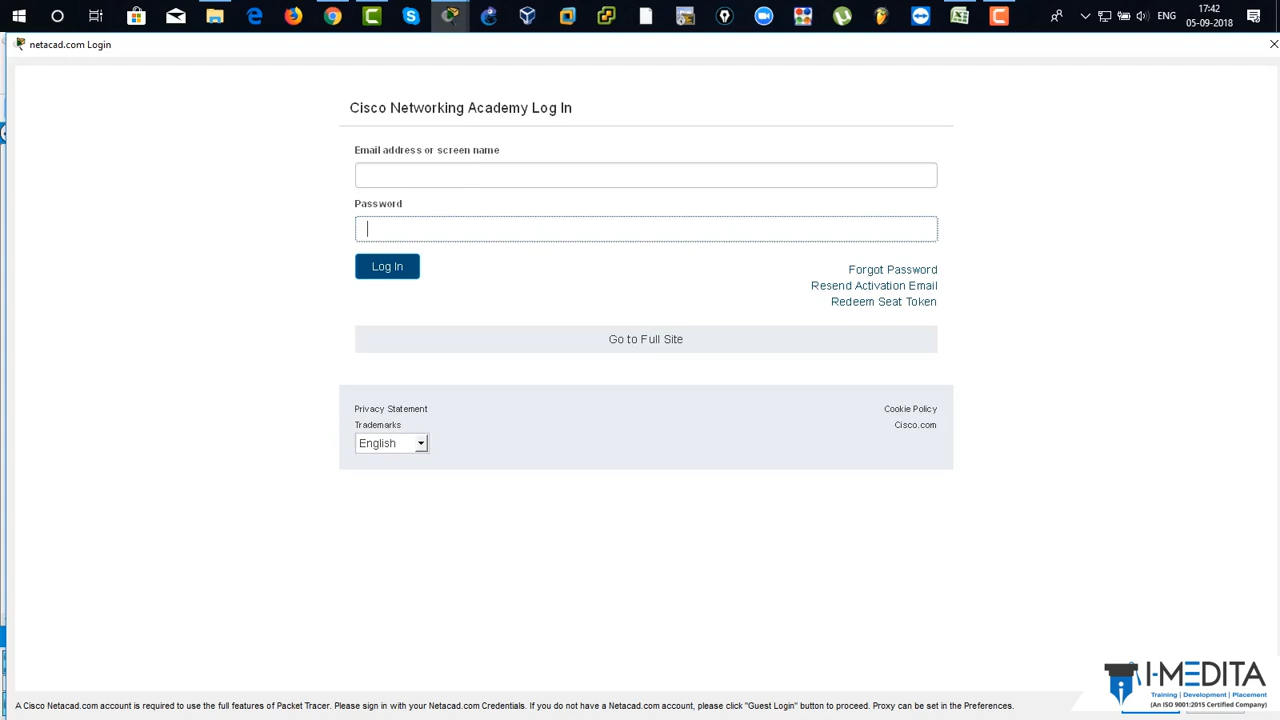 ENG
17:42
05-09-2018
netacad.com Login
Cisco Networking Academy Log In
Email address or screen name
Password
Log In
Forgot Password
Resend Activation Email
Redeem Seat Token
Go to Full Site
Privacy Statement
Cookie Policy
Trademarks
Cisco.com
English
I-MEDITA
Training | Development | Placement
(An ISO 9001:2015 Certified Company)
A Cisco Netacad.com account is required to use the full features of Packet Tracer. Please sign in with your Netacad.com Credentials. If you do not have a Netacad.com account, please click "Guest Login" button to proceed. Proxy can be set in the Preferences.